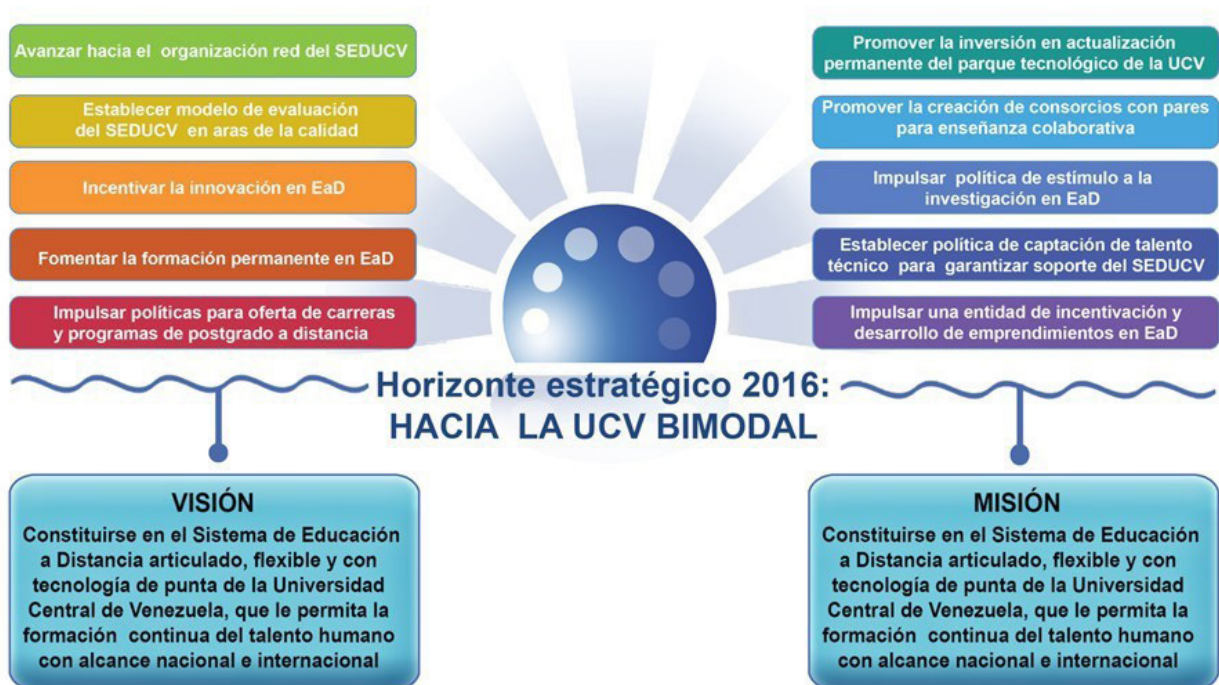 Avanzar hacia el organización red del SEDUCV
Establecer modelo de evaluación
del SEDUCV en aras de la calidad
Incentivar la innovación en EaD
Fomentar la formación permanente en EaD
Impulsar políticas para oferta de carreras
y programas de postgrado a distancia
Promover la inversión en actualización
permanente del parque tecnológico de la UCV
Promover la creación de consorcios con pares
para enseñanza colaborativa
Impulsar política de estímulo a la
investigación en EaD
Establecer política de captación de talento
técnico para garantizar soporte del SEDUCV
Impulsar una entidad de incentivación y
desarrollo de emprendimientos en EaD
Horizonte estratégico 2016:
HACIA LA UCV BIMODAL
VISIÓN
Constituirse en el Sistema de Educación
a Distancia articulado, flexible y con
tecnología de punta de la Universidad
Central de Venezuela, que le permita la
formación continua del talento humano
con alcance nacional e internacional
MISIÓN
Constituirse en el Sistema de Educación
a Distancia articulado, flexible y con
tecnología de punta de la Universidad
Central de Venezuela, que le permita la
formación continua del talento humano
con alcance nacional e internacional